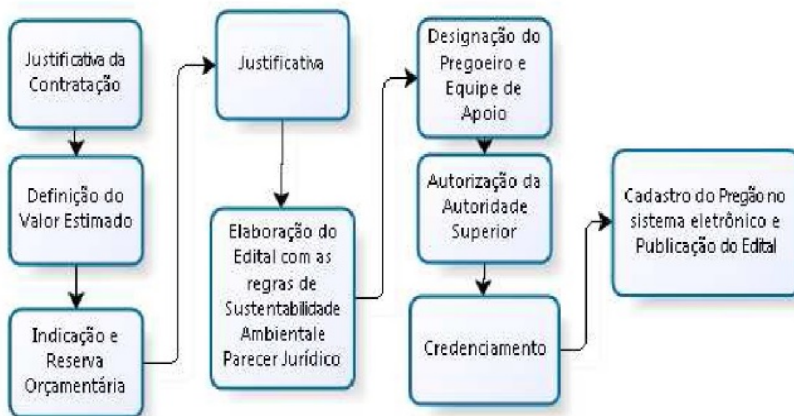 Justificativa da
Contratação
Definição do
Valor Estimado
Indicação e
Reserva
Orçamentária
Justificativa
Elaboração do
Edital com as
regras de
Sustentabilidade
Ambientale
Parecer Jurídico
Designação do
Pregoeiro e
Equipe de
Apoio
Autorização da
Autoridade
Superior
Credenciamento
Cadastro do Pregão no
sistema eletrônico e
Publicação do Edital